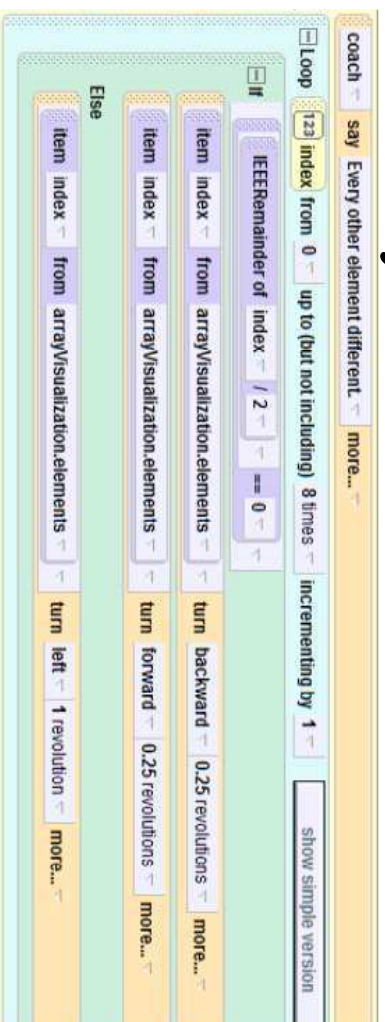 coach say Every other element different. more...
Loop 123 index from 0 up to (but not including) 8 times incrementing by 1 show simple version
If IEEERemainder of index / 2 == 0
item index from arrayVisualization.elements turn backward 0.25 revolutions more...
item index from arrayVisualization.elements turn forward 0.25 revolutions more...
Else
item index from arrayVisualization.elements turn left 1 revolution more...